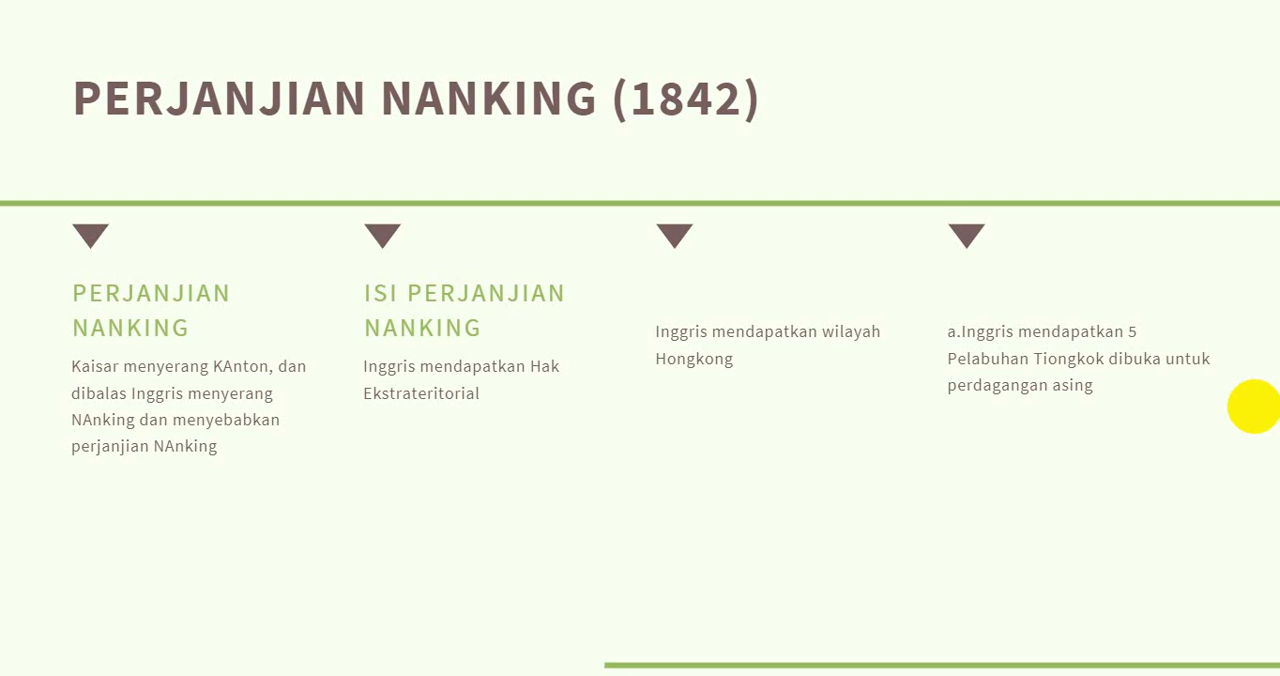 PERJANJIAN NANKING (1842)
PERJANJIAN
NANKING
Kaisar menyerang KAnton, dan
dibalas Inggris menyerang
NAnking dan menyebabkan
perjanjian NAnking
ISI PERJANJIAN
NANKING
Inggris mendapatkan Hak
Ekstrateritorial
Inggris mendapatkan wilayah
Hongkong
a.Inggris mendapatkan 5
Pelabuhan Tiongkok dibuka untuk
perdagangan asing